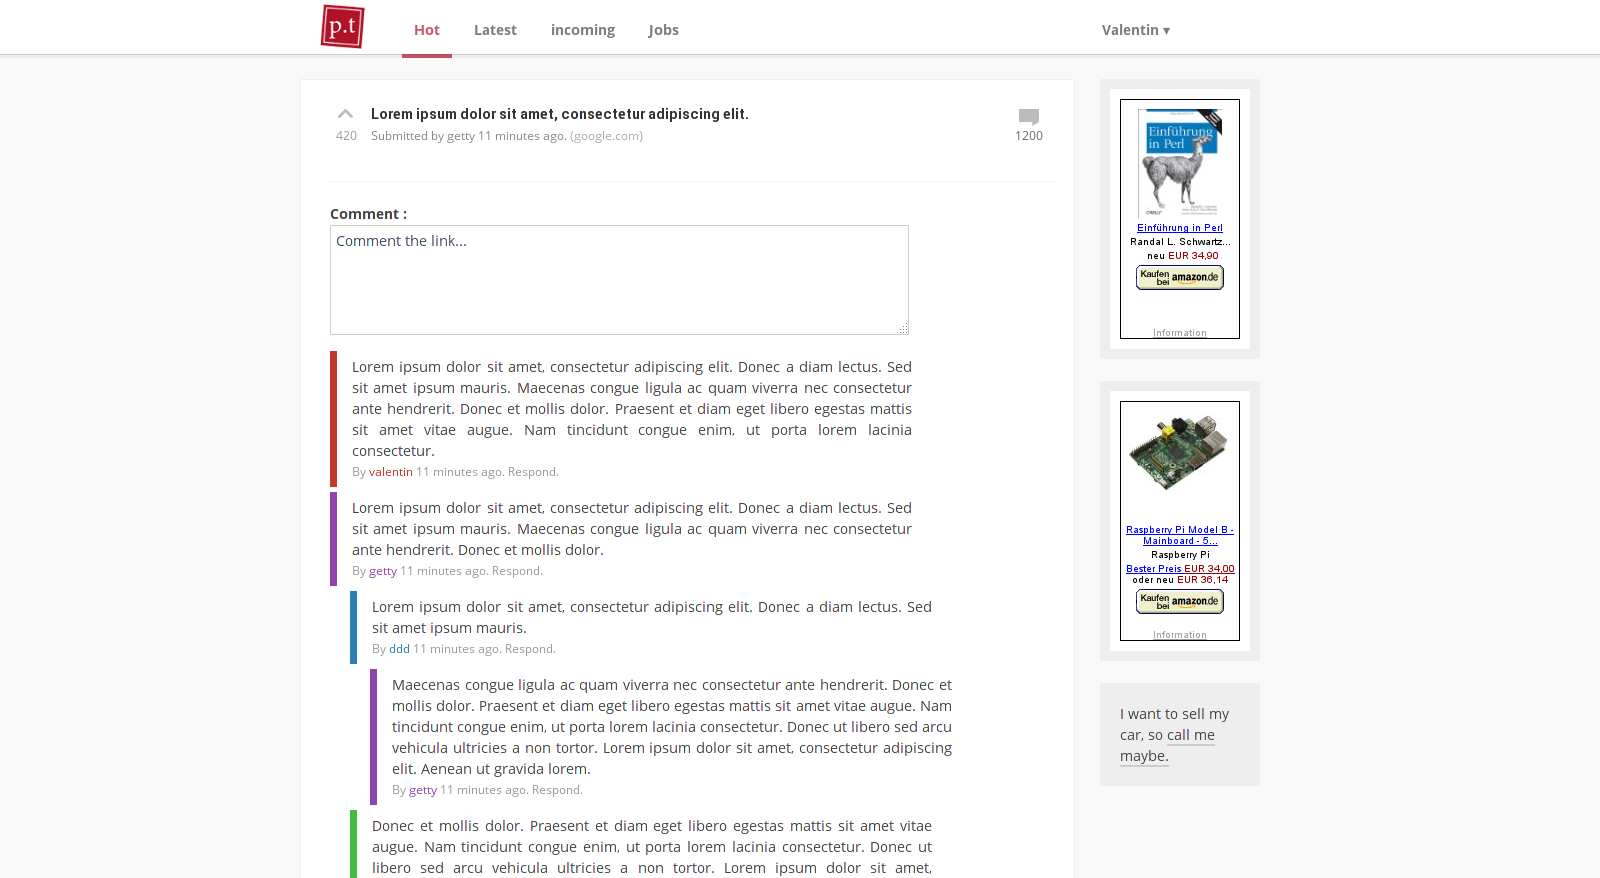 p.t
Hot Latest incoming Jobs
Valentin ▾
Lorem ipsum dolor sit amet, consectetur adipiscing elit.
420 Submitted by getty 11 minutes ago. (google.com)
1200
Comment :
Comment the link...
Lorem ipsum dolor sit amet, consectetur adipiscing elit. Donec a diam lectus. Sed
sit amet ipsum mauris. Maecenas congue ligula ac quam viverra nec consectetur
ante hendrerit. Donec et mollis dolor. Praesent et diam eget libero egestas mattis
sit amet vitae augue. Nam tincidunt congue enim, ut porta lorem lacinia
consectetur.
By valentin 11 minutes ago. Respond.
Lorem ipsum dolor sit amet, consectetur adipiscing elit. Donec a diam lectus. Sed
sit amet ipsum mauris. Maecenas congue ligula ac quam viverra nec consectetur
ante hendrerit. Donec et mollis dolor.
By getty 11 minutes ago. Respond.
Lorem ipsum dolor sit amet, consectetur adipiscing elit. Donec a diam lectus. Sed
sit amet ipsum mauris.
By ddd 11 minutes ago. Respond.
Maecenas congue ligula ac quam viverra nec consectetur ante hendrerit. Donec et
mollis dolor. Praesent et diam eget libero egestas mattis sit amet vitae augue. Nam
tincidunt congue enim, ut porta lorem lacinia consectetur. Donec ut libero sed arcu
vehicula ultricies a non tortor. Lorem ipsum dolor sit amet, consectetur adipiscing
elit. Aenean ut gravida lorem.
By getty 11 minutes ago. Respond.
Donec et mollis dolor. Praesent et diam eget libero egestas mattis sit amet vitae
augue. Nam tincidunt congue enim, ut porta lorem lacinia consectetur. Donec ut
libero sed arcu vehicula ultricies a non tortor. Lorem ipsum dolor sit amet,
Einführung
in Perl
O'REILLY
Einführung in Perl
Randal L. Schwartz...
neu EUR 34,90
Kaufen
bei amazon.de
Information
Raspberry Pi Model B -
Mainboard - 5...
Raspberry Pi
Bester Preis EUR 34,00
oder neu EUR 36,14
Kaufen
bei amazon.de
Information
I want to sell my
car, so call me
maybe.